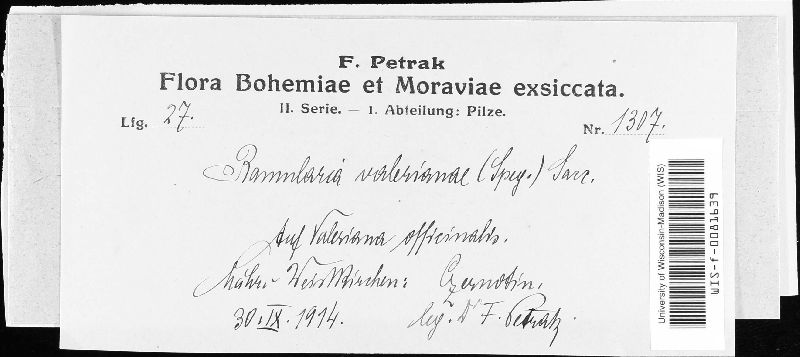 F. Petrak
Flora Bohemiae et Moraviae exsiccata.
II. Serie. — I. Abteilung: Pilze.
Lfg. 27.
Nr. 1307.
Ramularia valerianae (Speg.) Sacc.
Auf Valeriana officinalis.
Mähr.-Weisskirchen: Czernotin.
30.IX.1914. leg. Dr F. Petrak
University of Wisconsin-Madison (WIS)
WIS-f-0061639